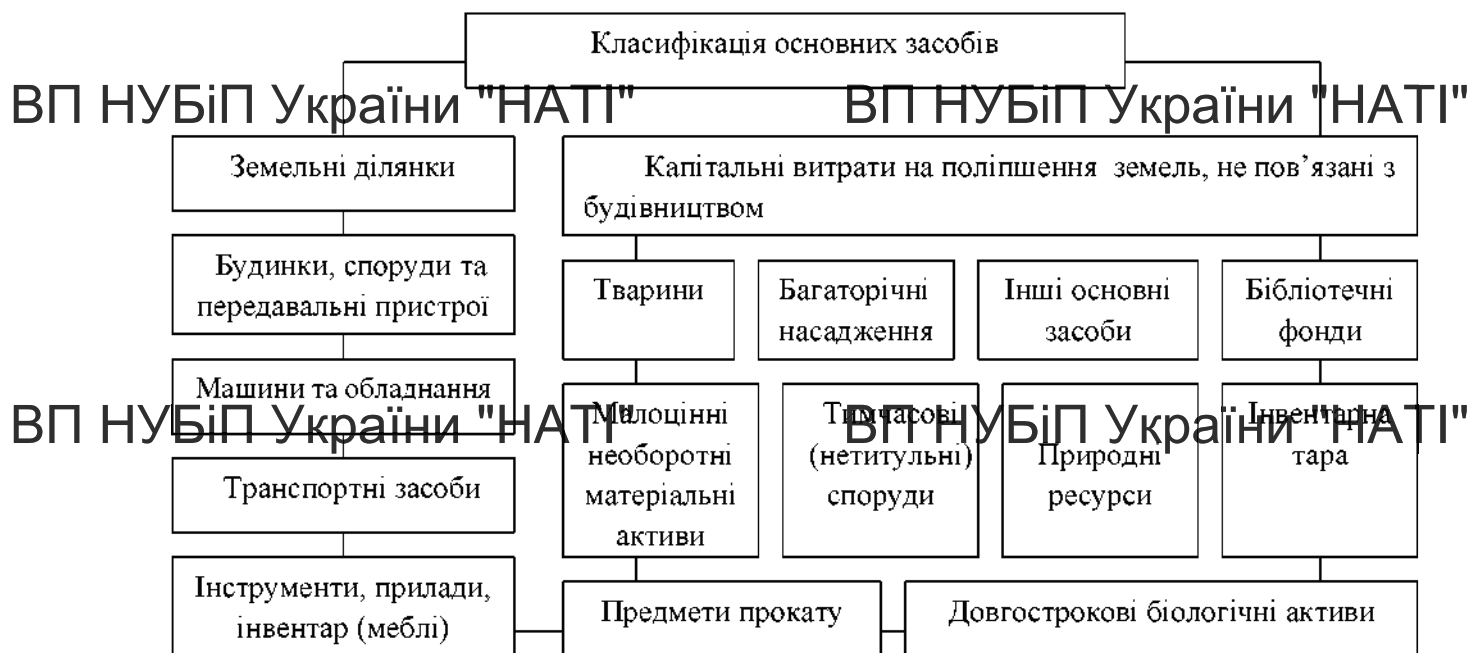 Класифікація основних засобів
ВП НУБіП України "НАТІ"
ВП НУБіП України "НАТІ"
Земельні ділянки
Капітальні витрати на поліпшення земель, не пов’язані з
будівництвом
Будинки, споруди та
передавальні пристрої
Тварини
Багаторічні
насадження
Інші основні
засоби
Бібліотечні
фонди
Машини та обладнання
ВП НУБіП України "НАТІ"
ВП НУБіП України "НАТІ"
Малоцінні
необоротні
матеріальні
активи
Тимчасові
(нетитульні)
споруди
Природні
ресурси
Інвентарна
тара
Транспортні засоби
Інструменти, прилади,
інвентар (меблі)
Предмети прокату
Довгострокові біологічні активи